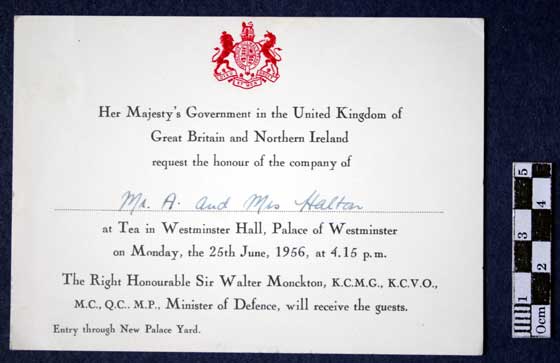 Her Majesty's Government in the United Kingdom of
Great Britain and Northern Ireland
request the honour of the company of
Mr. A. and Mrs Halton
at Tea in Westminster Hall, Palace of Westminster
on Monday, the 25th June, 1956, at 4.15 p.m.
The Right Honourable Sir Walter Monckton, K.C.M.G., K.C.V.O.,
M.C., Q.C., M.P., Minister of Defence, will receive the guests.
Entry through New Palace Yard.
5
4
3
2
1
0cm